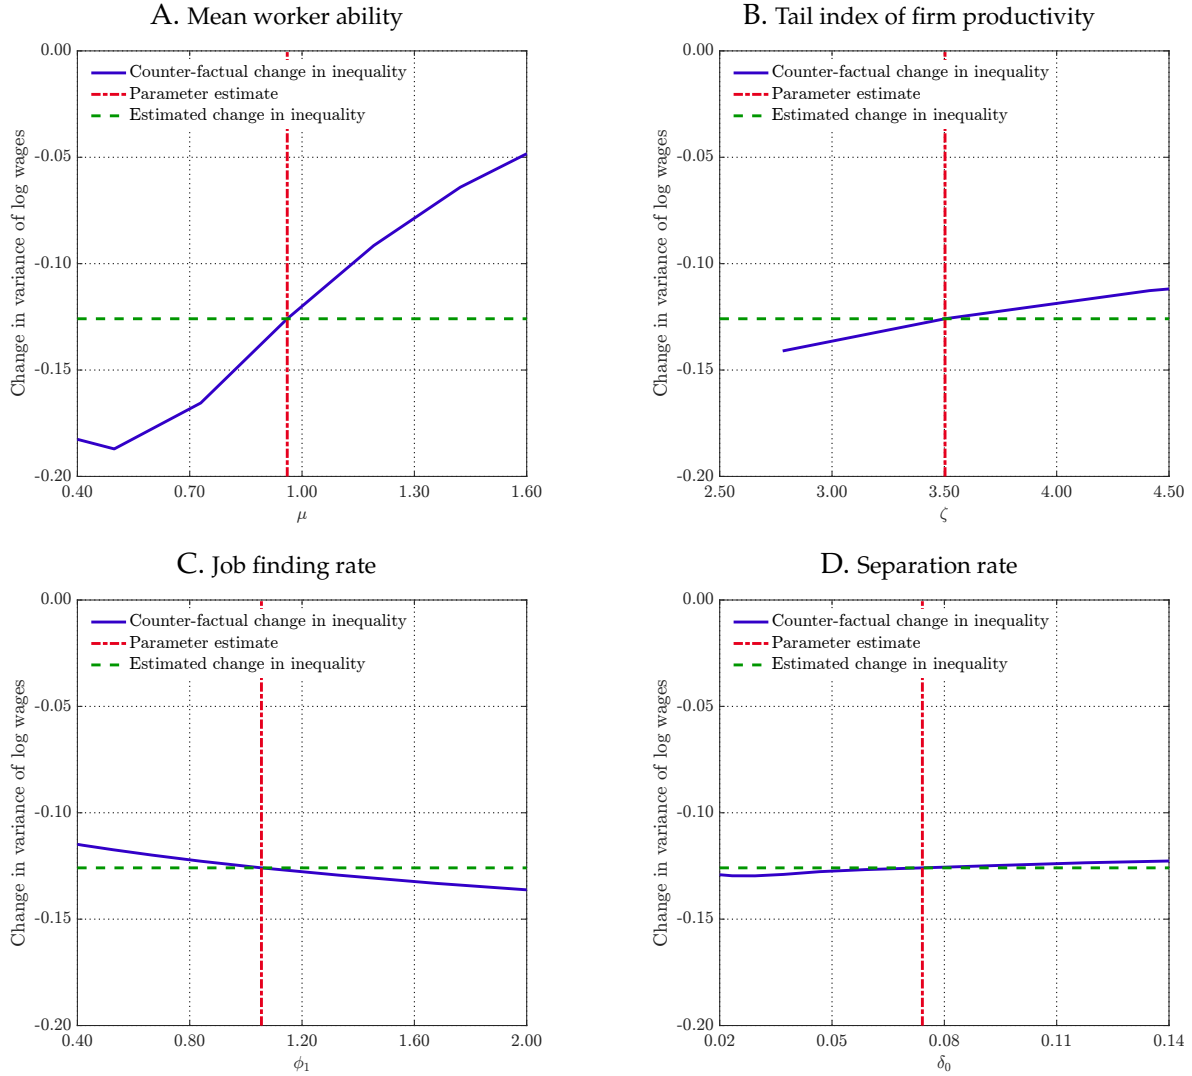 A. Mean worker ability
Change in variance of log wages
0.00
-0.05
-0.10
-0.15
-0.20
Counter-factual change in inequality
Parameter estimate
Estimated change in inequality
0.40 0.70 1.00 1.30 1.60
μ
B. Tail index of firm productivity
Change in variance of log wages
0.00
-0.05
-0.10
-0.15
-0.20
Counter-factual change in inequality
Parameter estimate
Estimated change in inequality
2.50 3.00 3.50 4.00 4.50
ζ
C. Job finding rate
Change in variance of log wages
0.00
-0.05
-0.10
-0.15
-0.20
Counter-factual change in inequality
Parameter estimate
Estimated change in inequality
0.40 0.80 1.20 1.60 2.00
ϕ₁
D. Separation rate
Change in variance of log wages
0.00
-0.05
-0.10
-0.15
-0.20
Counter-factual change in inequality
Parameter estimate
Estimated change in inequality
0.02 0.05 0.08 0.11 0.14
δ₀